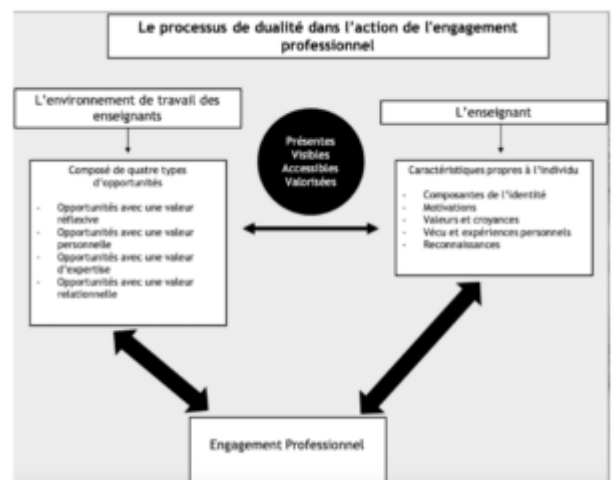 Le processus de dualité dans l'action de l'engagement
professionnel
L'environnement de travail des
enseignants
Composé de quatre types
d'opportunités
- Opportunités avec une valeur
réflexive
- Opportunités avec une valeur
personnelle
- Opportunités avec une valeur
d'expertise
- Opportunités avec une valeur
relationnelle
Présentes
Visibles
Accessibles
Valorisées
L'enseignant
Caractéristiques propres à l'individu
- Composantes de l'identité
- Motivations
- Valeurs et croyances
- Vécu et expériences personnels
- Reconnaissances
Engagement Professionnel